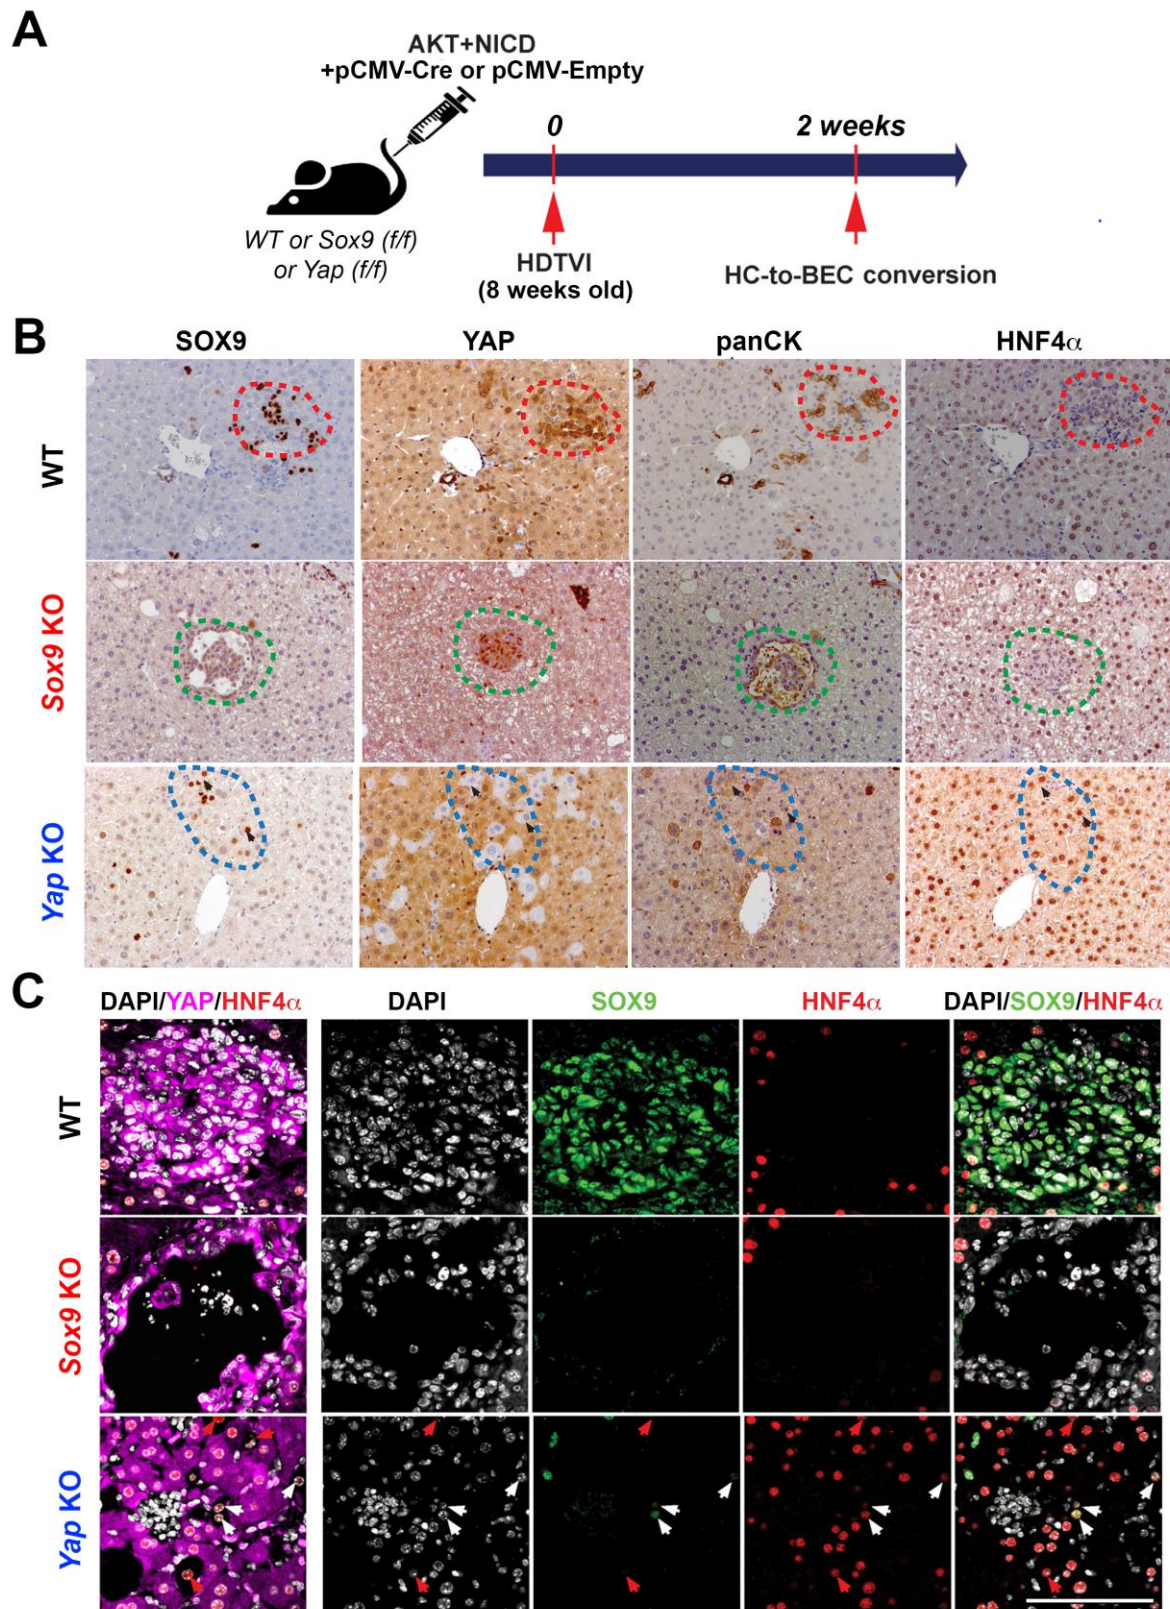 A
AKT+NICD
+pCMV-Cre or pCMV-Empty
0
2 weeks
WT or Sox9 (f/f)
or Yap (f/f)
HDTVI
(8 weeks old)
HC-to-BEC conversion
B
SOX9
YAP
panCK
HNF4α
WT
Sox9 KO
Yap KO
C
DAPI/YAP/HNF4α
DAPI
SOX9
HNF4α
DAPI/SOX9/HNF4α
WT
Sox9 KO
Yap KO